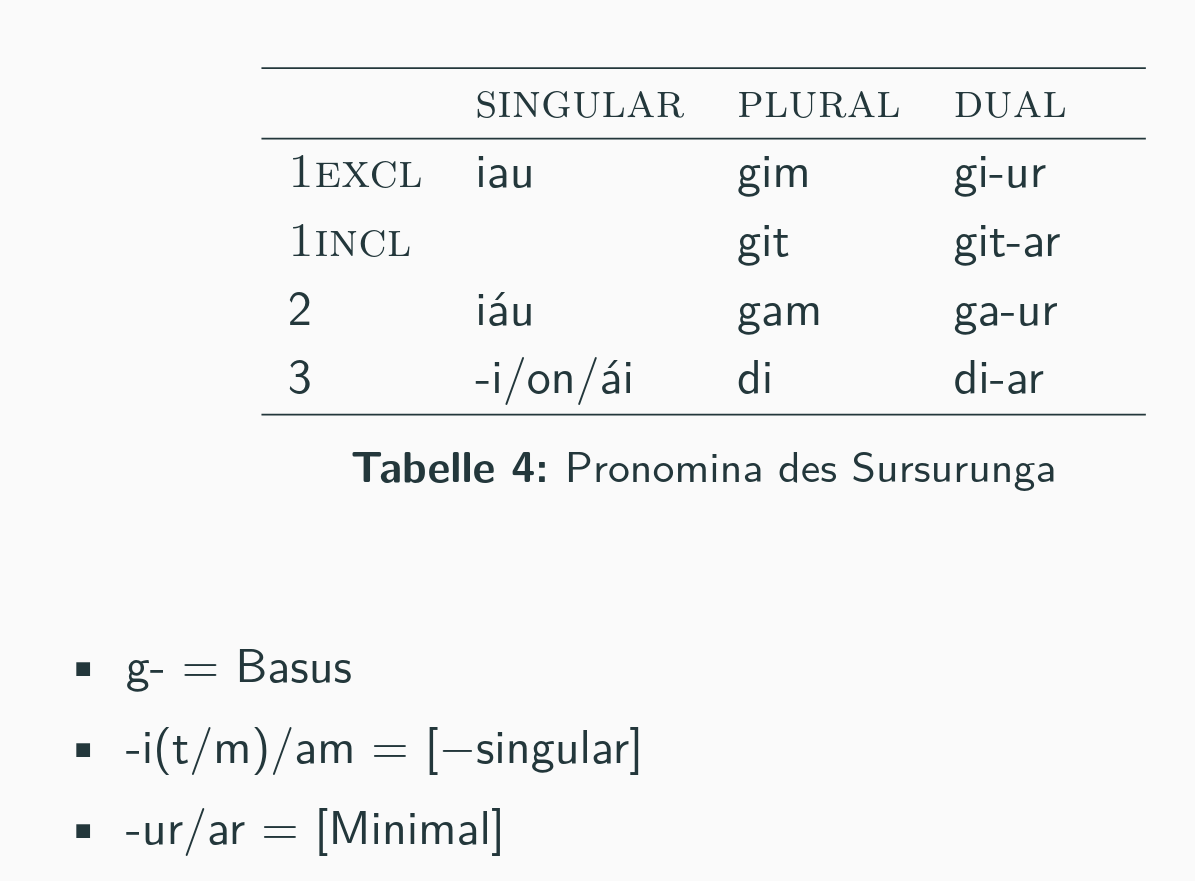 SINGULAR PLURAL DUAL
1EXCL iau gim gi-ur
1INCL git git-ar
2 iáu gam ga-ur
3 -i/on/ái di di-ar
Tabelle 4: Pronomina des Sursurunga
▪ g- = Basus
▪ -i(t/m)/am = [−singular]
▪ -ur/ar = [Minimal]